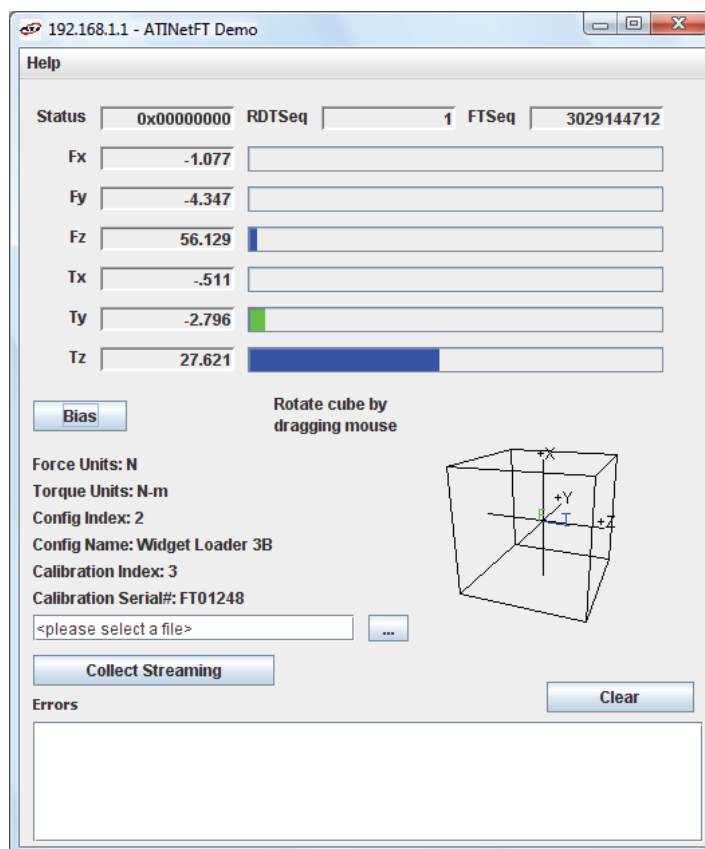 192.168.1.1 - ATINetFT Demo
Help
Status 0x00000000 RDTSeq 1 FTSeq 3029144712
Fx -1.077
Fy -4.347
Fz 56.129
Tx -.511
Ty -2.796
Tz 27.621
Bias
Rotate cube by
dragging mouse
Force Units: N
Torque Units: N-m
Config Index: 2
Config Name: Widget Loader 3B
Calibration Index: 3
Calibration Serial#: FT01248
+X
+Y
F T +Z
<please select a file> ...
Collect Streaming
Clear
Errors